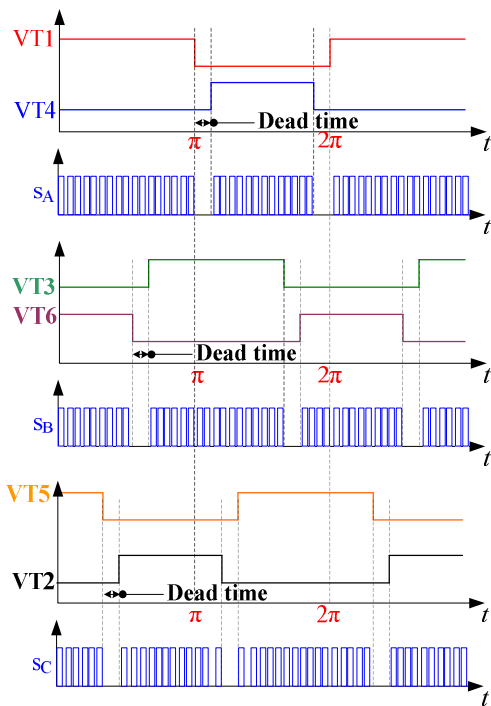 VT1
VT4
Dead time
π
2π
t
SA
t
VT3
VT6
Dead time
π
2π
t
SB
t
VT5
VT2
Dead time
π
2π
t
SC
t